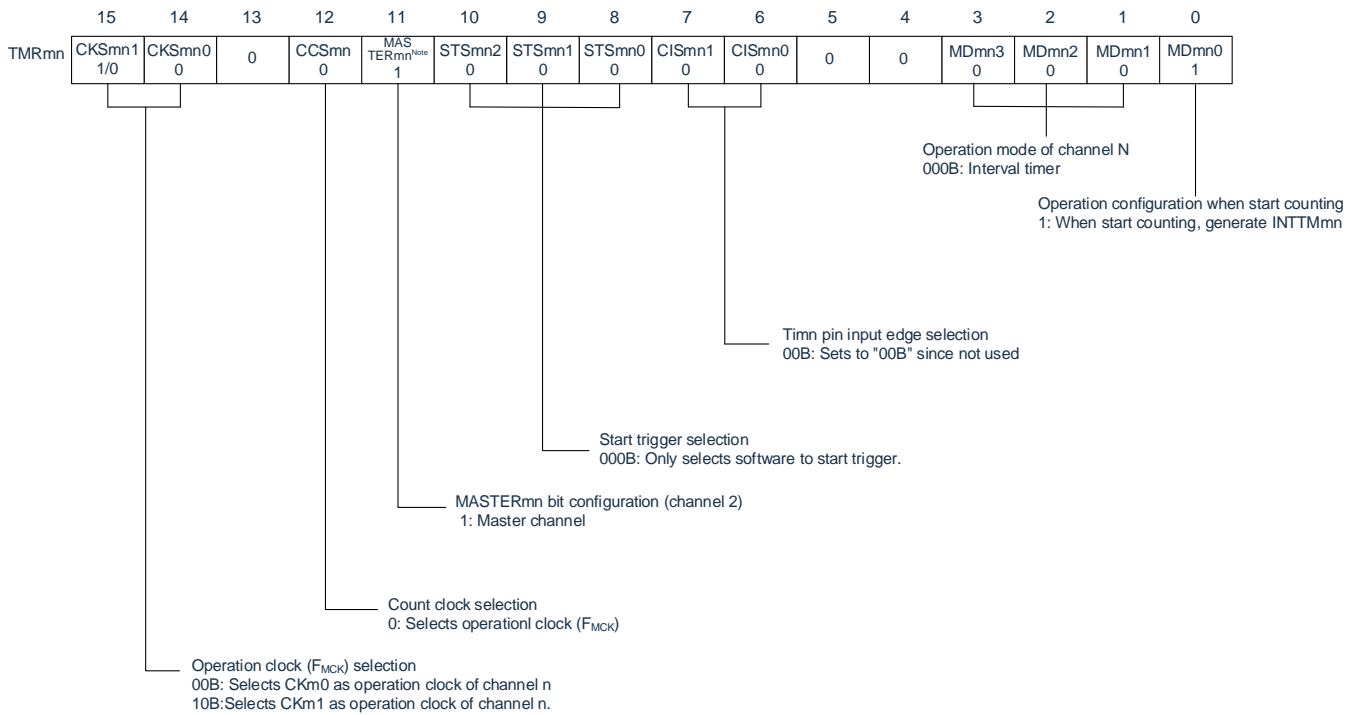 15 14 13 12 11 10 9 8 7 6 5 4 3 2 1 0
TMRmn CKSmn1 CKSmn0 0 CCSmn MAS STSmn2 STSmn1 STSmn0 CISmn1 CISmn0 0 0 MDmn3 MDmn2 MDmn1 MDmn0
TERmnNote
1/0 0 0 1 0 0 0 0 0 0 0 0 1
Operation mode of channel N
000B: Interval timer
Operation configuration when start counting
1: When start counting, generate INTTMmn
Timn pin input edge selection
00B: Sets to "00B" since not used
Start trigger selection
000B: Only selects software to start trigger.
MASTERmn bit configuration (channel 2)
1: Master channel
Count clock selection
0: Selects operationl clock (FMCK)
Operation clock (FMCK) selection
00B: Selects CKm0 as operation clock of channel n
10B:Selects CKm1 as operation clock of channel n.